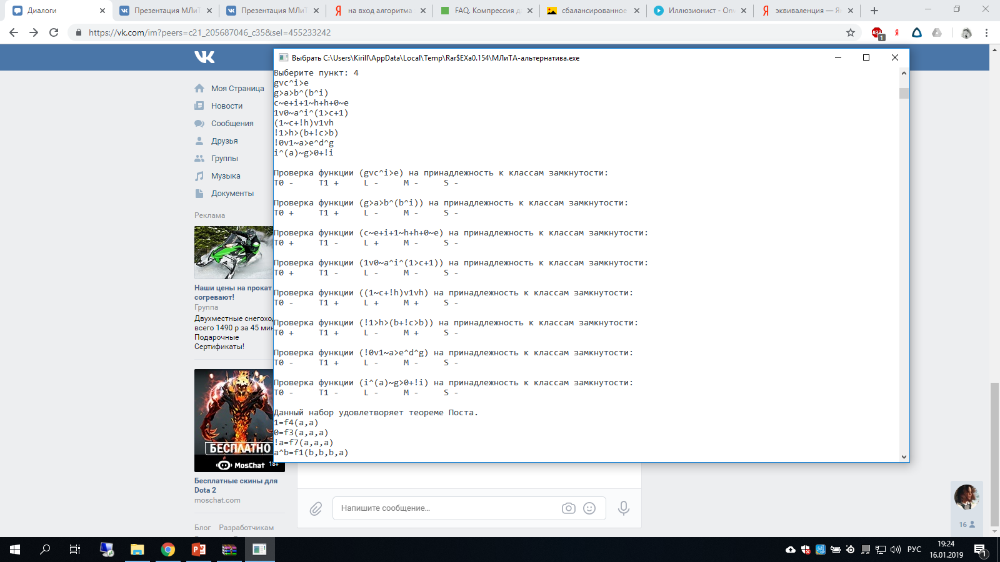 Диалоги
Презентация МЛиТ
Презентация МЛиТ
на вход алгоритма
FAQ. Компрессия д
сбалансированное
Иллюзионист - Onv
эквиваленция — Ян
https://vk.com/im?peers=c21_205687046_c35&sel=455233242
ABP
1
Выбрать C:\Users\Kirill\AppData\Local\Temp\Rar$EXa0.154\МЛиТА-альтернатива.exe
Моя Страница
Новости
Сообщения
Друзья
Группы
Музыка
Документы
Реклама
Наши цены на прокат
согревают!
Группа
Двухместные снегоход
всего 1490 р за 45 мин
Подарочные
Сертификаты!
БЕСПЛАТНО
MosChat 18+
Бесплатные скины для
Dota 2
moschat.com
Блог Разработчикам
Выберите пункт: 4
gvc^i>e
g>a>b^(b^i)
c~e+i+1~h+h+0~e
1v0~a^i^(1>c+1)
(1~c+!h)v1vh
!1>h>(b+!c>b)
!0v1~a>e^d^g
i^(a)~g>0+!i
Проверка функции (gvc^i>e) на принадлежность к классам замкнутости:
T0 - T1 + L - M - S -
Проверка функции (g>a>b^(b^i)) на принадлежность к классам замкнутости:
T0 + T1 + L - M - S -
Проверка функции (c~e+i+1~h+h+0~e) на принадлежность к классам замкнутости:
T0 + T1 - L + M - S -
Проверка функции (1v0~a^i^(1>c+1)) на принадлежность к классам замкнутости:
T0 + T1 - L - M - S -
Проверка функции ((1~c+!h)v1vh) на принадлежность к классам замкнутости:
T0 - T1 + L + M + S -
Проверка функции (!1>h>(b+!c>b)) на принадлежность к классам замкнутости:
T0 + T1 + L - M + S -
Проверка функции (!0v1~a>e^d^g) на принадлежность к классам замкнутости:
T0 - T1 + L - M - S -
Проверка функции (i^(a)~g>0+!i) на принадлежность к классам замкнутости:
T0 - T1 - L - M - S -
Данный набор удовлетворяет теореме Поста.
1=f4(a,a)
0=f3(a,a,a)
!a=f7(a,a,a)
a^b=f1(b,b,b,a)
Напишите сообщение...
16
РУС
19:24
16.01.2019
1